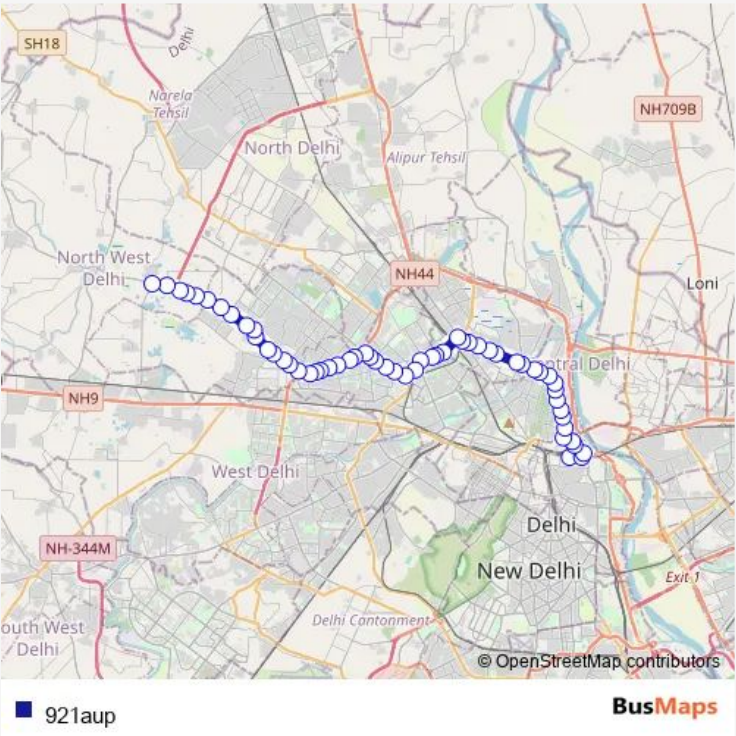 SH18
Delhi
Narela
Tehsil
NH709B
North Delhi
Alipur Tehsil
North West
Delhi
NH44
Loni
Central Delhi
NH9
West Delhi
Delhi
NH-344M
New Delhi
Exit 1
Delhi Cantonment
outh West
Delhi
© OpenStreetMap contributors
921aup
BusMaps